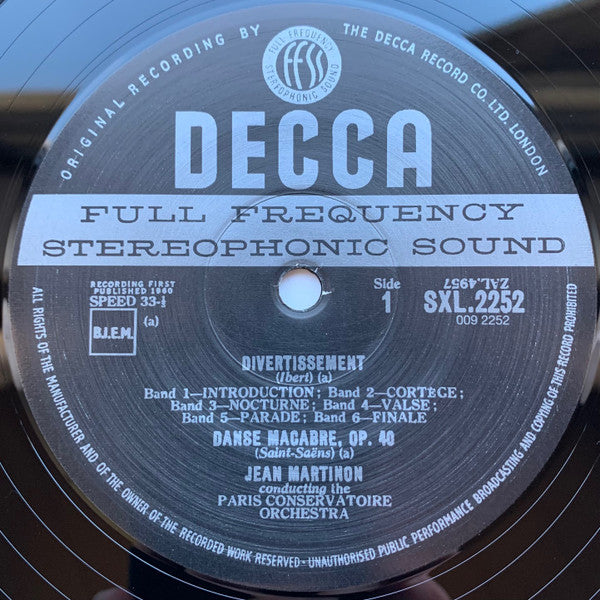 ORIGINAL RECORDING BY THE DECCA RECORD CO. LTD. LONDON
FULL FREQUENCY
ffss
STEREOPHONIC SOUND
DECCA
FULL FREQUENCY
STEREOPHONIC SOUND
RECORDING FIRST
PUBLISHED 1960
SPEED 33-⅓
B.I.E.M.
(a)
Side
1
ZAL.4957
SXL.2252
009 2252
DIVERTISSEMENT
(Ibert) (a)
Band 1—INTRODUCTION; Band 2—CORTÈGE;
Band 3—NOCTURNE; Band 4—VALSE;
Band 5—PARADE; Band 6—FINALE
DANSE MACABRE, OP. 40
(Saint-Saëns) (a)
JEAN MARTINON
conducting the
PARIS CONSERVATOIRE
ORCHESTRA
ALL RIGHTS OF THE MANUFACTURER AND OF THE OWNER OF THE RECORDED WORK RESERVED · UNAUTHORISED PUBLIC PERFORMANCE BROADCASTING AND COPYING OF THIS RECORD PROHIBITED